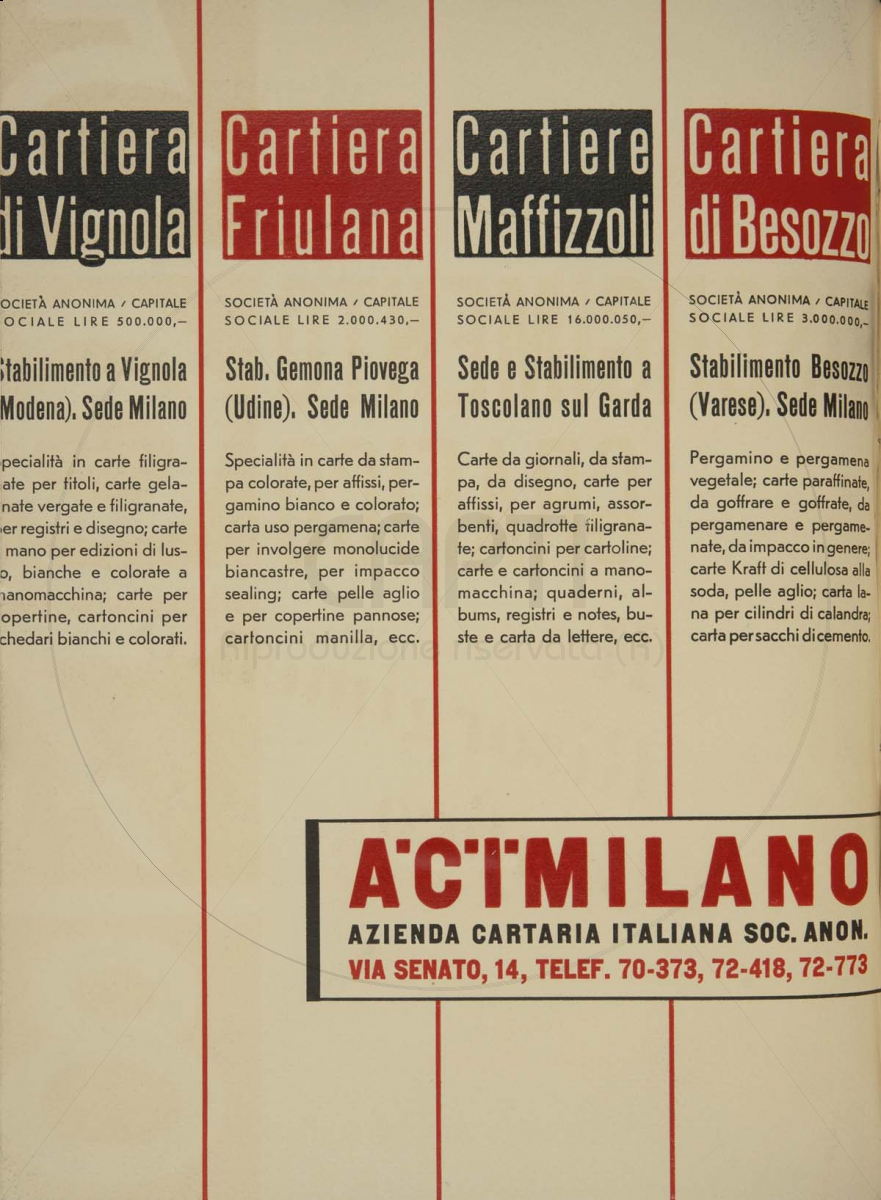 Cartiera
di Vignola
OCIETÀ ANONIMA / CAPITALE
OCIALE LIRE 500.000,—
Stabilimento a Vignola
Modena). Sede Milano
pecialità in carte filigra-
ate per titoli, carte gela-
nate vergate e filigranate,
er registri e disegno; carte
mano per edizioni di lus-
o, bianche e colorate a
manomacchina; carte per
opertine, cartoncini per
chedari bianchi e colorati.
Cartiera
Friulana
SOCIETÀ ANONIMA / CAPITALE
SOCIALE LIRE 2.000.430,—
Stab. Gemona Piovega
(Udine). Sede Milano
Specialità in carte da stam-
pa colorate, per affissi, per-
gamino bianco e colorato;
carta uso pergamena; carte
per involgere monolucide
biancastre, per impacco
sealing; carte pelle aglio
e per copertine pannose;
cartoncini manilla, ecc.
Cartiere
Maffizzoli
SOCIETÀ ANONIMA / CAPITALE
SOCIALE LIRE 16.000.050,—
Sede e Stabilimento a
Toscolano sul Garda
Carte da giornali, da stam-
pa, da disegno, carte per
affissi, per agrumi, assor-
benti, quadrotte filigrana-
te; cartoncini per cartoline;
carte e cartoncini a mano-
macchina; quaderni, al-
bums, registri e notes, bu-
ste e carta da lettere, ecc.
Cartiera
di Besozzo
SOCIETÀ ANONIMA / CAPITALE
SOCIALE LIRE 3.000.000,—
Stabilimento Besozzo
(Varese). Sede Milano
Pergamino e pergamena
vegetale; carte paraffinate,
da goffrare e goffrate, da
pergamenare e pergame-
nate, da impacco in genere;
carte Kraft di cellulosa alla
soda, pelle aglio; carta la-
na per cilindri di calandra;
carta per sacchi di cemento.
riproduzione riservata (R)
A·C·I·MILANO
AZIENDA CARTARIA ITALIANA SOC. ANON.
VIA SENATO, 14, TELEF. 70-373, 72-418, 72-773